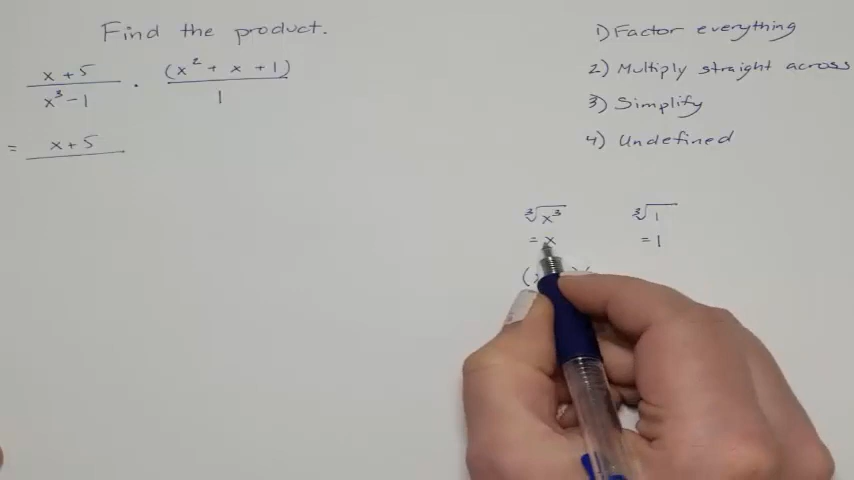 Find the product.
x + 5 / x³ - 1 · (x² + x + 1) / 1
= x + 5
1) Factor everything
2) Multiply straight across
3) Simplify
4) Undefined
∛x³ ∛1
= x = 1
(